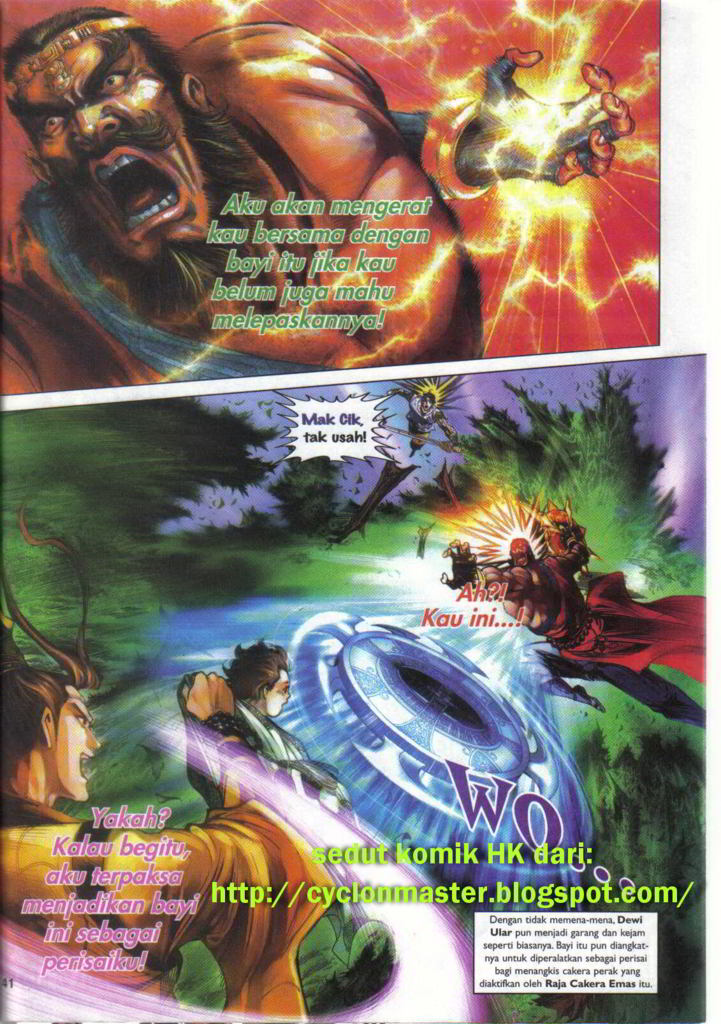 Aku akan mengerat
kau bersama dengan
bayi itu jika kau
belum juga mahu
melepaskannya!
Mak Cik,
tak usah!
Ah?!
Kau ini...!
WO...
Yakah?
Kalau begitu,
aku terpaksa
menjadikan bayi
ini sebagai
perisaiku!
sedut komik HK dari:
http://cyclonmaster.blogspot.com/
Dengan tidak memena-mena, Dewi
Ular pun menjadi garang dan kejam
seperti biasanya. Bayi itu pun diangkat-
nya untuk diperalatkan sebagai perisai
bagi menangkis cakera perak yang
diaktifkan oleh Raja Cakera Emas itu.
41